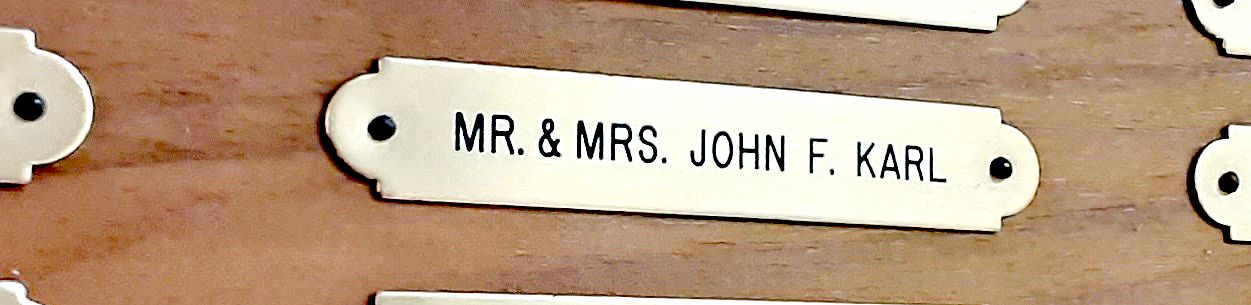 MR. & MRS. JOHN F. KARL